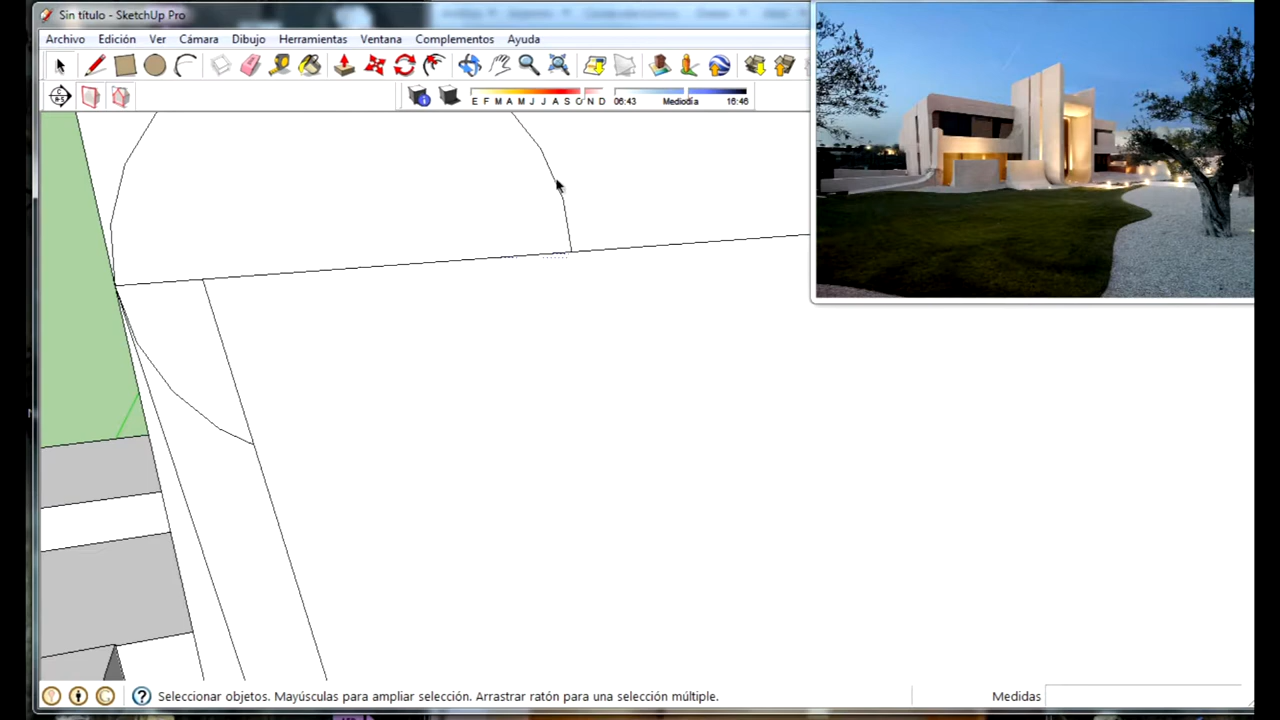 Sin título - SketchUp Pro
Archivo Edición Ver Cámara Dibujo Herramientas Ventana Complementos Ayuda
E F M A M J J A S O N D 06:43 Mediodía 16:46
Seleccionar objetos. Mayúsculas para ampliar selección. Arrastrar ratón para una selección múltiple. Medidas